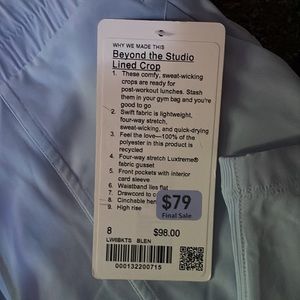 WHY WE MADE THIS
Beyond the Studio
Lined Crop
1. These comfy, sweat-wicking
crops are ready for
post-workout lunches. Stash
them in your gym bag and you're
good to go
2. Swift fabric is lightweight,
four-way stretch,
sweat-wicking, and quick-drying
3. Feel the love—100% of the
polyester in this product is
recycled
4. Four-way stretch Luxtreme®
fabric gusset
5. Front pockets with interior
card sleeve
6. Waistband lies flat
7. Drawcord to
8. Cinchable
9. High rise
$79
Final Sale
8 $98.00
LW6BKTS BLEN
000132200715